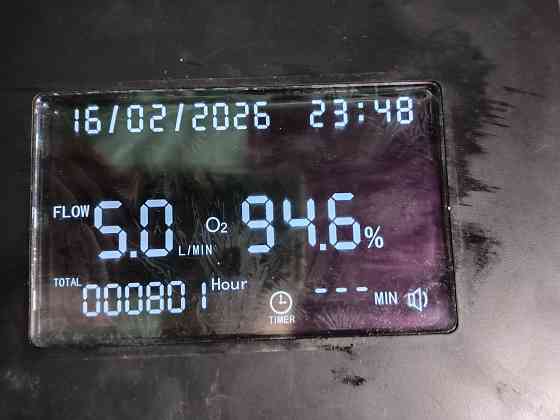 16/02/2026 23:48
FLOW 5.0 L/MIN O₂ 94.6 %
TOTAL 000801 Hour TIMER --- MIN